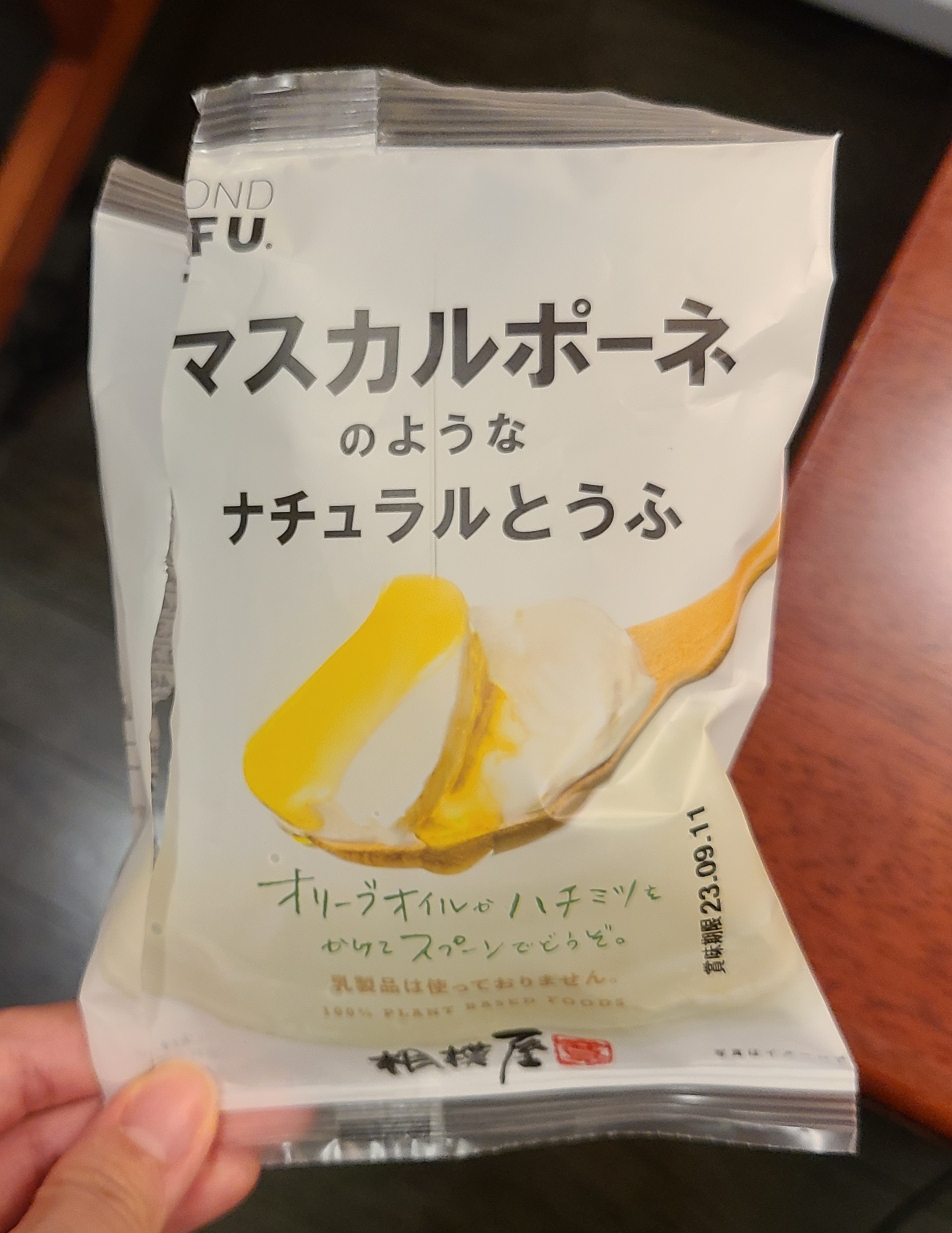 OND
FU.
マスカルポーネ
のような
ナチュラルとうふ
オリーブオイルやハチミツを
かけてスプーンでどうぞ。
賞味期限 23.09.11
乳製品は使っておりません。
100% PLANT BASED FOODS
相模屋